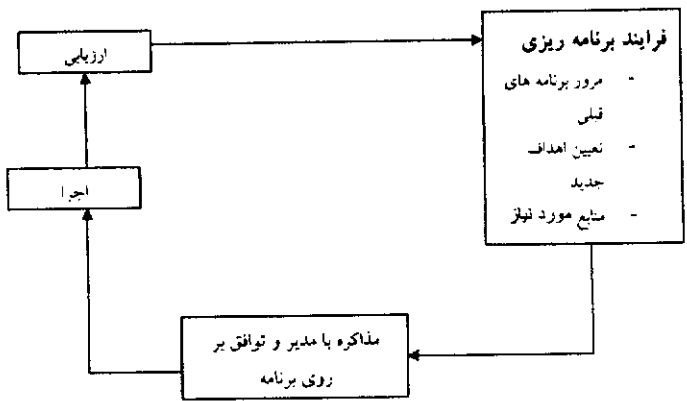 فرایند برنامه ریزی
- مرور برنامه های
قبلی
- تعیین اهداف
جدید
- منابع مورد نیاز
ارزیابی
اجرا
مذاکره با مدیر و توافق بر
روی برنامه